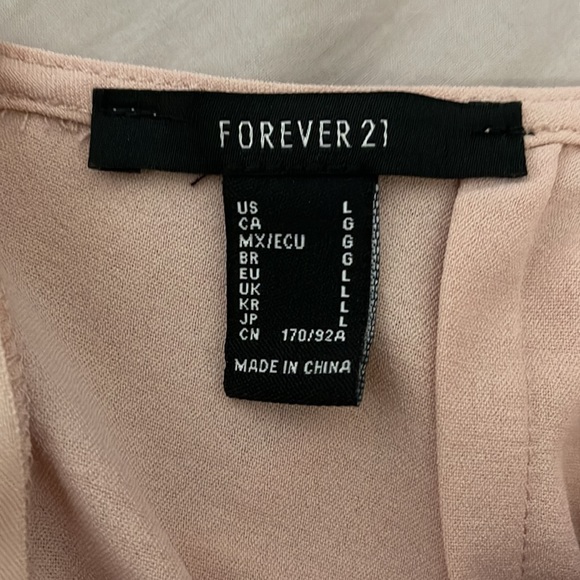 FOREVER 21
US L
CA G
MX/ECU G
BR G
EU L
UK L
KR L
JP L
CN 170/92A
MADE IN CHINA